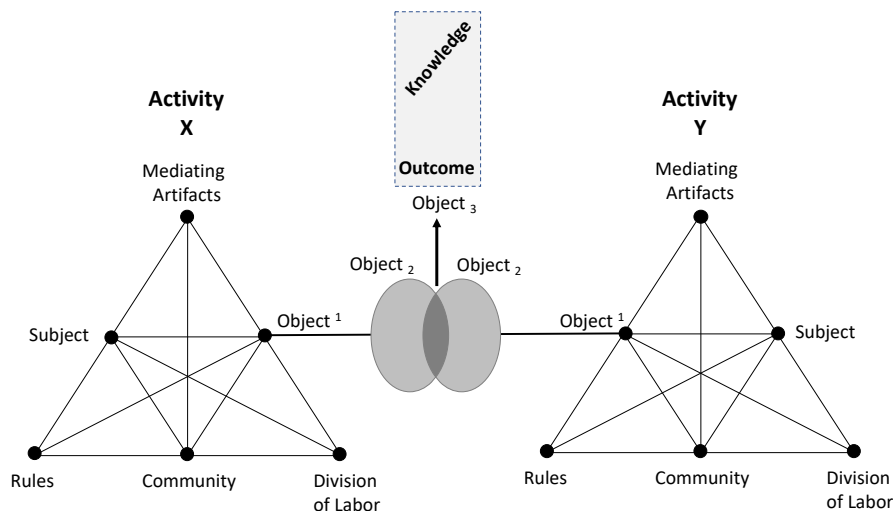 Knowledge
Outcome
Activity
X
Mediating
Artifacts
Subject
Object 1
Rules
Community
Division
of Labor
Object 3
Object 2
Object 2
Activity
Y
Mediating
Artifacts
Object 1
Subject
Rules
Community
Division
of Labor